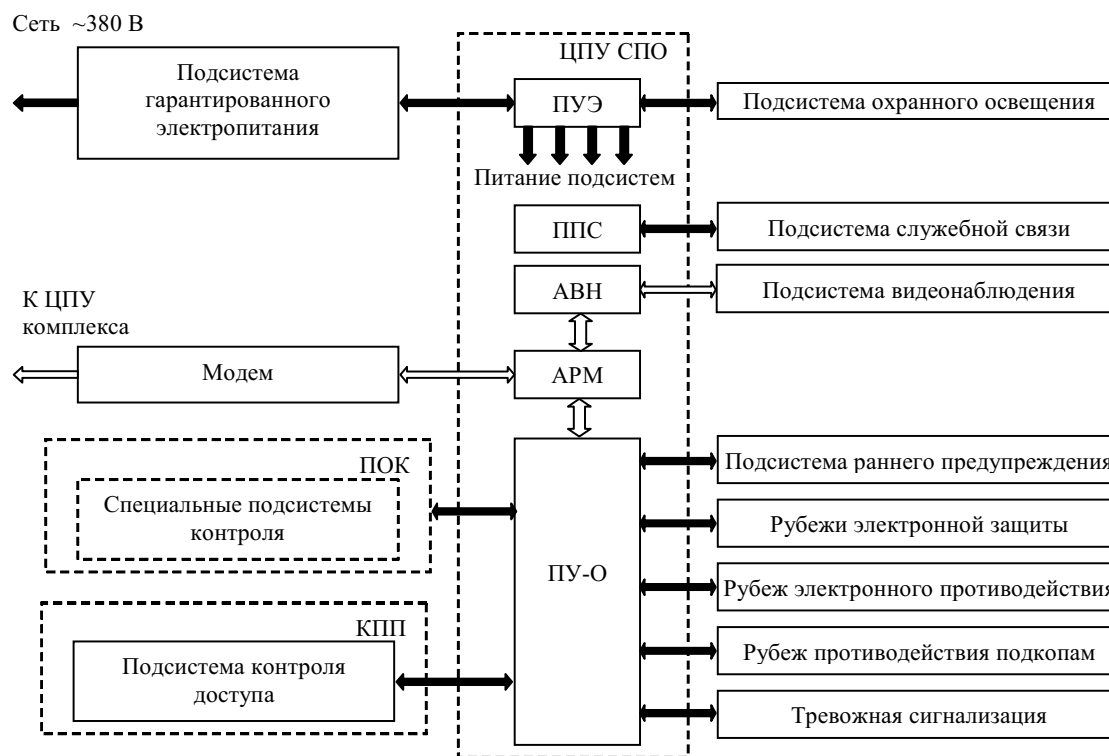 Сеть ~380 В
ЦПУ СПО
Подсистема
гарантированного
электропитания
ПУЭ
Подсистема охранного освещения
Питание подсистем
ППС
Подсистема служебной связи
АВН
Подсистема видеонаблюдения
К ЦПУ
комплекса
Модем
АРМ
ПОК
Специальные подсистемы
контроля
ПУ-О
Подсистема раннего предупреждения
Рубежи электронной защиты
Рубеж электронного противодействия
Рубеж противодействия подкопам
Тревожная сигнализация
КПП
Подсистема контроля
доступа